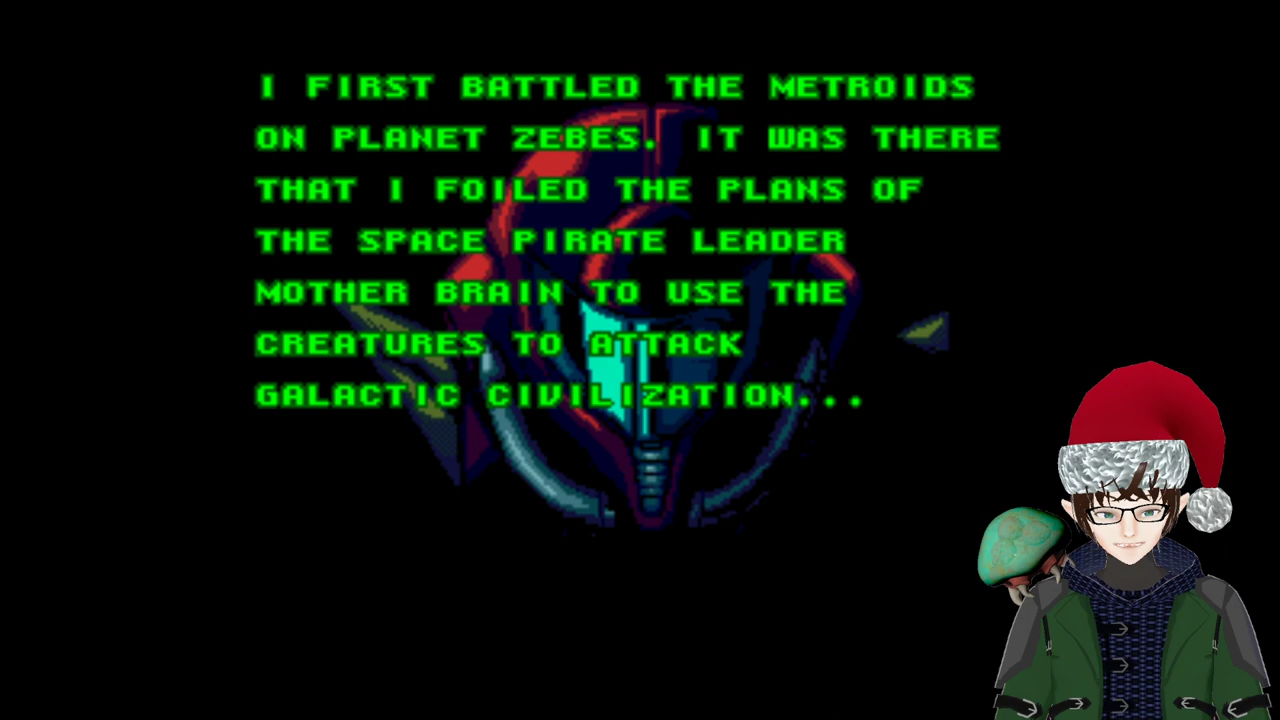 I FIRST BATTLED THE METROIDS
ON PLANET ZEBES. IT WAS THERE
THAT I FOILED THE PLANS OF
THE SPACE PIRATE LEADER
MOTHER BRAIN TO USE THE
CREATURES TO ATTACK
GALACTIC CIVILIZATION...